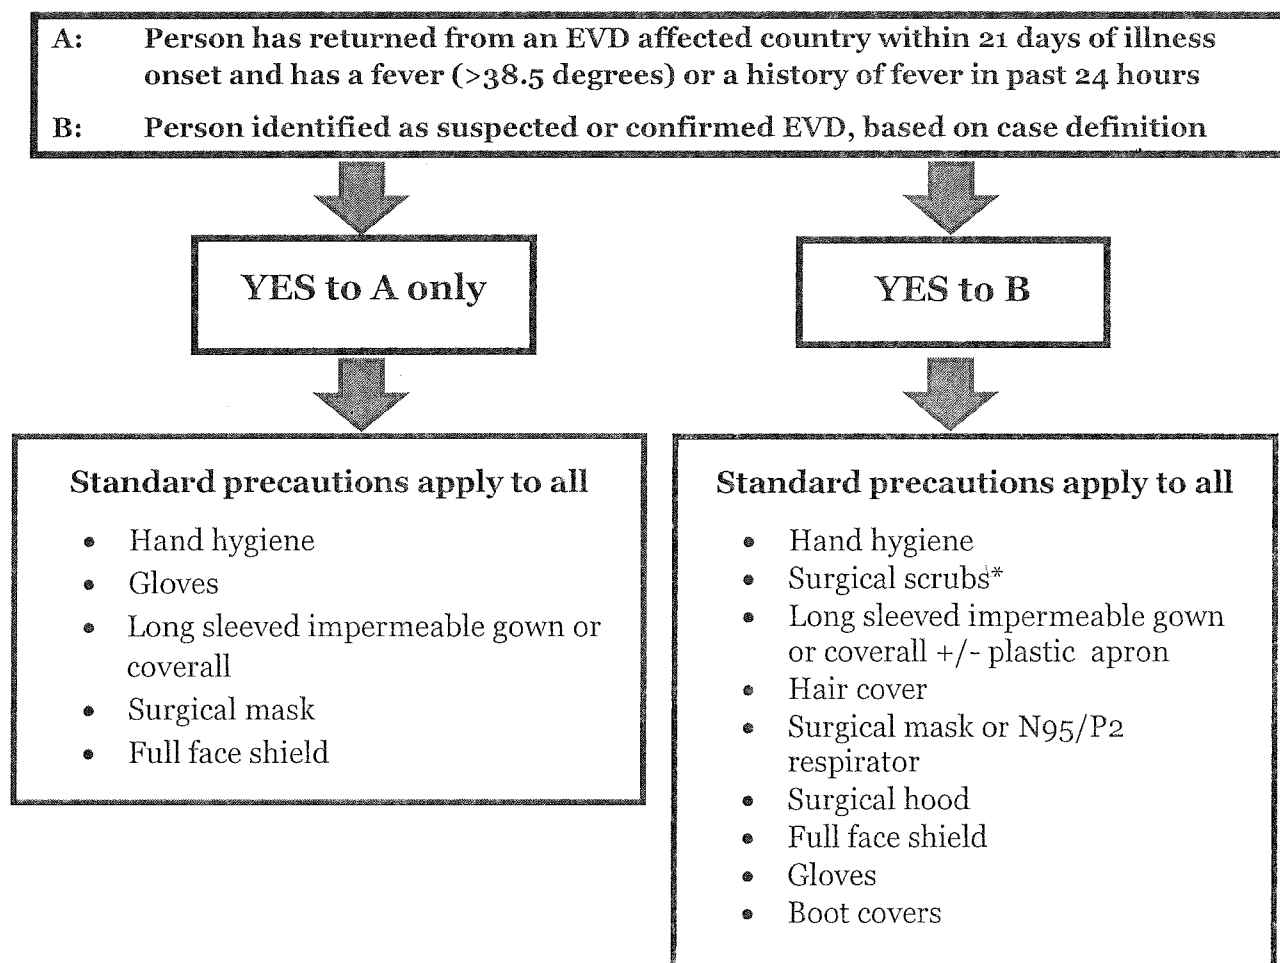 A: Person has returned from an EVD affected country within 21 days of illness
onset and has a fever (>38.5 degrees) or a history of fever in past 24 hours
B: Person identified as suspected or confirmed EVD, based on case definition
YES to A only
YES to B
Standard precautions apply to all
• Hand hygiene
• Gloves
• Long sleeved impermeable gown or
coverall
• Surgical mask
• Full face shield
Standard precautions apply to all
• Hand hygiene
• Surgical scrubs*
• Long sleeved impermeable gown
or coverall +/- plastic apron
• Hair cover
• Surgical mask or N95/P2
respirator
• Surgical hood
• Full face shield
• Gloves
• Boot covers